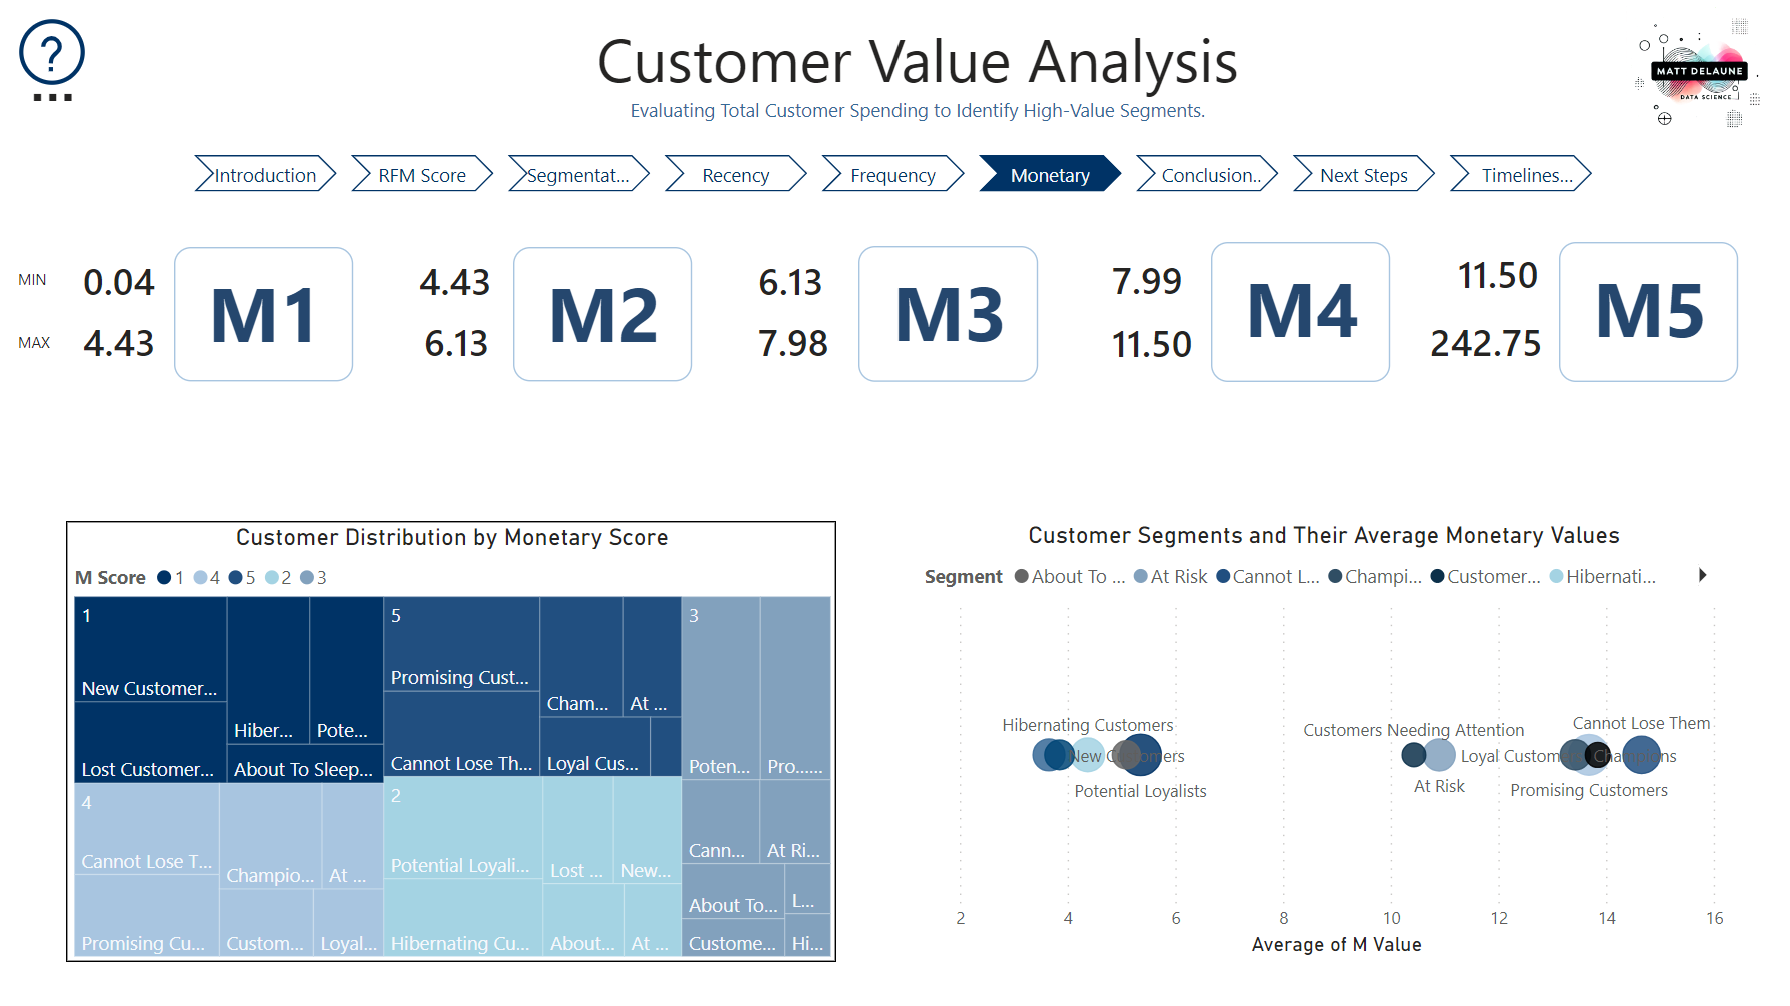 ?
Customer Value Analysis
Evaluating Total Customer Spending to Identify High-Value Segments.
MATT DELAUNE
DATA SCIENCE
Introduction
RFM Score
Segmentat...
Recency
Frequency
Monetary
Conclusion..
Next Steps
Timelines...
MIN 0.04
MAX 4.43
M1
4.43
6.13
M2
6.13
7.98
M3
7.99
11.50
M4
11.50
242.75
M5
Customer Distribution by Monetary Score
M Score 1 4 5 2 3
1
New Customer...
Lost Customer...
Hiber...
Pote...
About To Sleep...
5
Promising Cust...
Cannot Lose Th...
Cham...
At ...
Loyal Cus...
3
Poten...
Pro......
Cann...
At Ri...
About To...
L...
Custome...
Hi...
4
Cannot Lose T...
Promising Cu...
Champio...
At ...
Custom...
Loyal...
2
Potential Loyali...
Hibernating Cu...
Lost ...
New...
About...
At ...
Customer Segments and Their Average Monetary Values
Segment About To ... At Risk Cannot L... Champi... Customer... Hibernati...
Hibernating Customers
New Customers
Potential Loyalists
Customers Needing Attention
At Risk
Loyal Customers
Promising Customers
Champions
Cannot Lose Them
2 4 6 8 10 12 14 16
Average of M Value